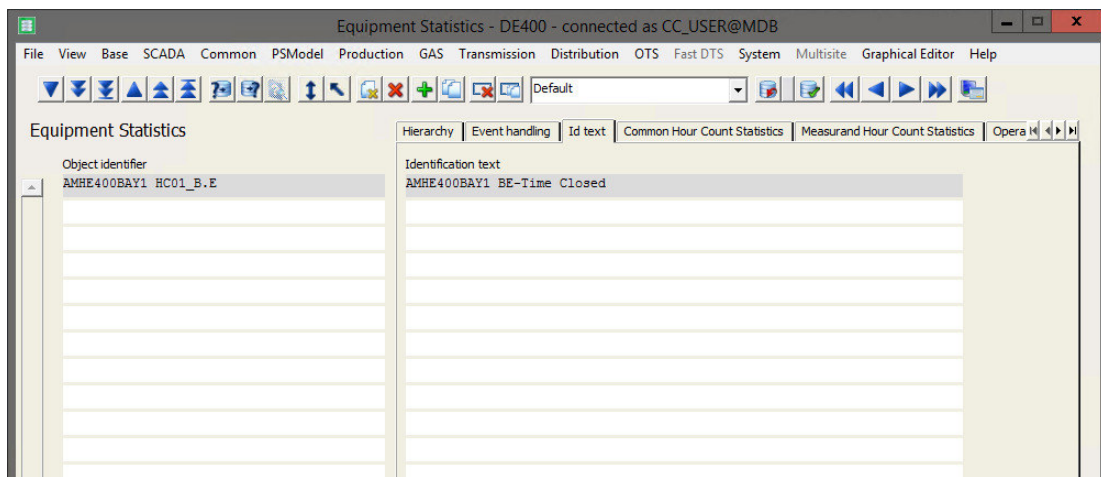 Equipment Statistics - DE400 - connected as CC_USER@MDB
File View Base SCADA Common PSModel Production GAS Transmission Distribution OTS Fast DTS System Multisite Graphical Editor Help
Default
Equipment Statistics
Hierarchy Event handling Id text Common Hour Count Statistics Measurand Hour Count Statistics Opera
Object identifier Identification text
AMHE400BAY1 HC01_B.E AMHE400BAY1 BE-Time Closed